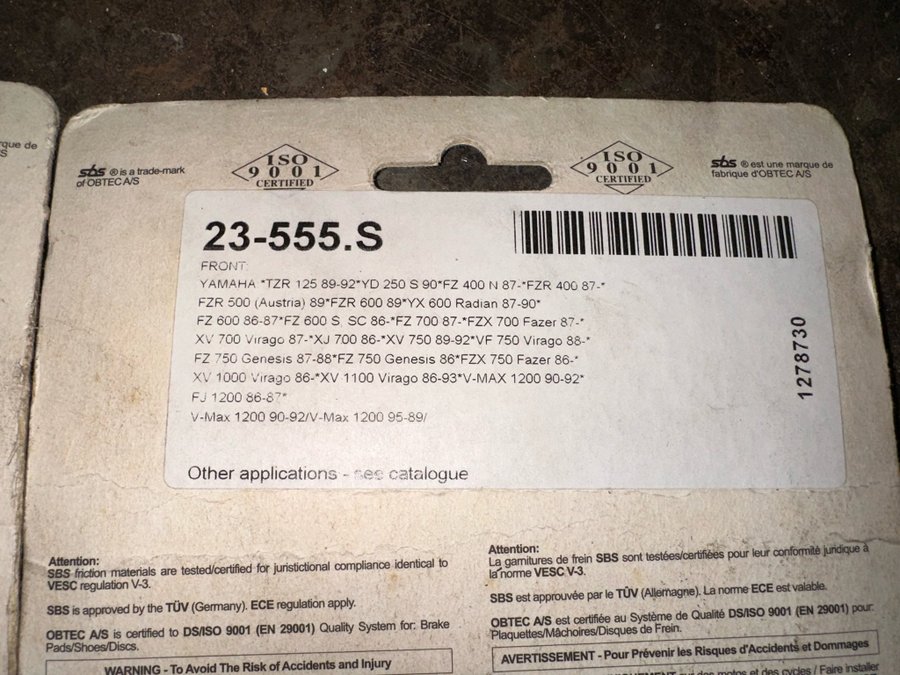 rque de
S
sbs ® is a trade-mark
of OBTEC A/S
ISO
9001
CERTIFIED
ISO
9001
CERTIFIED
sbs ® est une marque de
fabrique d'OBTEC A/S
23-555.S
FRONT:
YAMAHA *TZR 125 89-92*YD 250 S 90*FZ 400 N 87-*FZR 400 87-*
FZR 500 (Austria) 89*FZR 600 89*YX 600 Radian 87-90*
FZ 600 86-87*FZ 600 S, SC 86-*FZ 700 87-*FZX 700 Fazer 87-*
XV 700 Virago 87-*XJ 700 86-*XV 750 89-92*VF 750 Virago 88-*
FZ 750 Genesis 87-88*FZ 750 Genesis 86*FZX 750 Fazer 86-*
XV 1000 Virago 86-*XV 1100 Virago 86-93*V-MAX 1200 90-92*
FJ 1200 86-87*
V-Max 1200 90-92/V-Max 1200 95-89/
1278730
Other applications - see catalogue
Attention:
SBS friction materials are tested/certified for juristictional compliance identical to
VESC regulation V-3.
SBS is approved by the TÜV (Germany). ECE regulation apply.
OBTEC A/S is certified to DS/ISO 9001 (EN 29001) Quality System for: Brake
Pads/Shoes/Discs.
WARNING - To Avoid The Risk of Accidents and Injury
Attention:
La garnitures de frein SBS sont testées/certifiées pour leur conformité juridique à
la norme VESC V-3.
SBS est approuvée par le TÜV (Allemagne). La norme ECE est valable.
OBTEC A/S est certifiée au Système de Qualité DS/ISO 9001 (EN 29001) pour:
Plaquettes/Mâchoires/Disques de Frein.
AVERTISSEMENT - Pour Prévenir les Risques d'Accidents et Dommages
des motos et des cycles / Faire installer